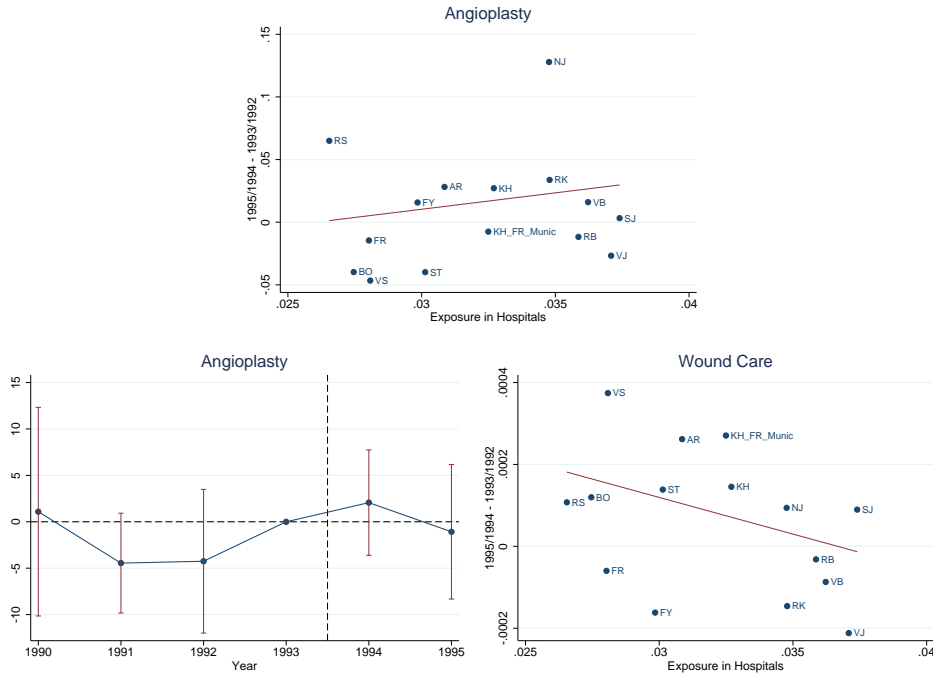 Angioplasty
1995/1994 - 1993/1992
.15
.1
.05
0
-.05
NJ
RS
RK
AR
KH
FY
VB
SJ
KH_FR_Munic
RB
FR
VJ
BO
ST
VS
.025
.03
.035
.04
Exposure in Hospitals
Angioplasty
15
10
5
0
-5
-10
1990
1991
1992
1993
1994
1995
Year
Wound Care
1995/1994 - 1993/1992
.0004
.0002
0
-.0002
VS
AR
KH_FR_Munic
ST
KH
RS
BO
NJ
SJ
RB
FR
VB
FY
RK
VJ
.025
.03
.035
.04
Exposure in Hospitals